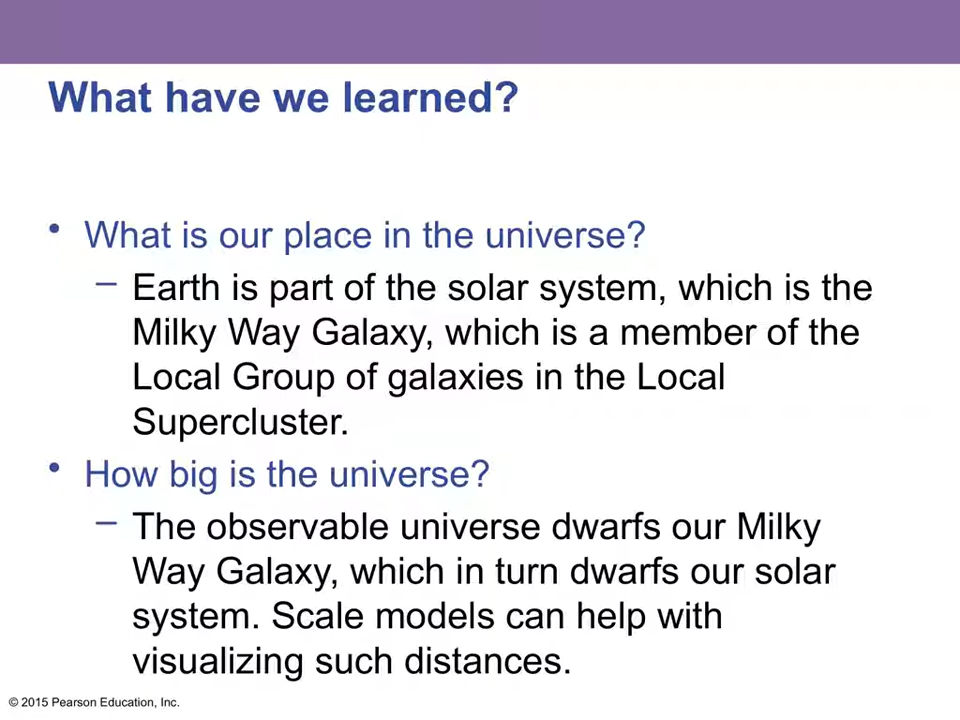 What have we learned?
• What is our place in the universe?
– Earth is part of the solar system, which is the
Milky Way Galaxy, which is a member of the
Local Group of galaxies in the Local
Supercluster.
• How big is the universe?
– The observable universe dwarfs our Milky
Way Galaxy, which in turn dwarfs our solar
system. Scale models can help with
visualizing such distances.
© 2015 Pearson Education, Inc.